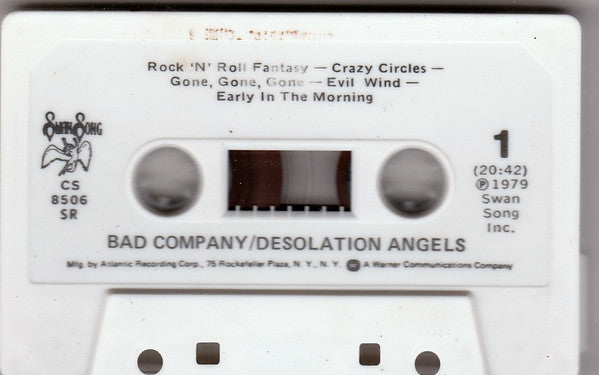 Rock 'N' Roll Fantasy — Crazy Circles —
Gone, Gone, Gone — Evil Wind —
Early In The Morning
Swan Song
CS
8506
SR
1
(20:42)
Ⓟ1979
Swan
Song
Inc.
BAD COMPANY/DESOLATION ANGELS
Mfg. by Atlantic Recording Corp., 75 Rockefeller Plaza, N. Y., N. Y. A Warner Communications Company